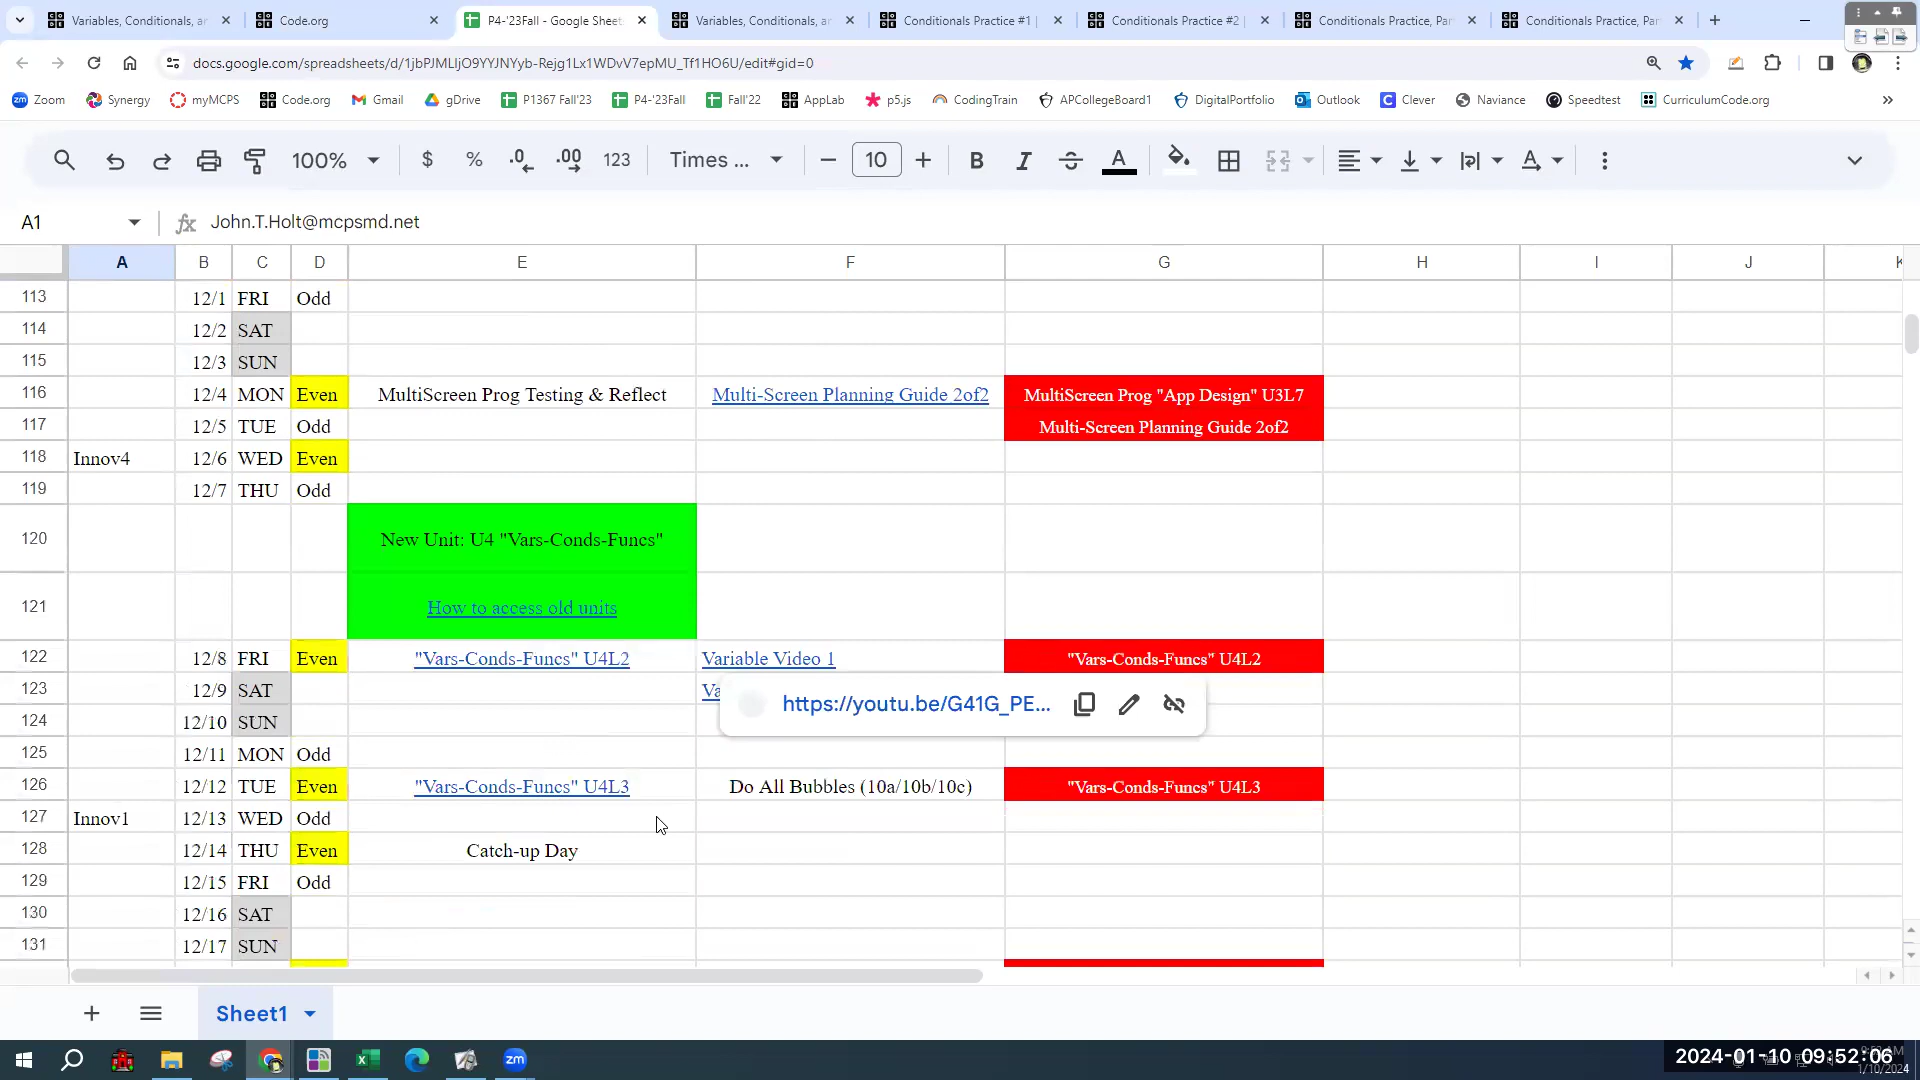 Variables, Conditionals, an
Code.org
P4-'23Fall - Google Sheets
Variables, Conditionals, an
Conditionals Practice #1
Conditionals Practice #2
Conditionals Practice, Par
Conditionals Practice, Par
docs.google.com/spreadsheets/d/1jbPJMLIjO9YYJNYyb-Rejg1Lx1WDvV7epMU_Tf1HO6U/edit#gid=0
Zoom Synergy myMCPS Code.org Gmail gDrive P1367 Fall'23 P4-'23Fall Fall'22 AppLab p5.js CodingTrain APCollegeBoard1 DigitalPortfolio Outlook Clever Naviance Speedtest CurriculumCode.org
100% $ % .0 .00 123 Times ... 10 B I A
A1 fx John.T.Holt@mcpsmd.net
A B C D E F G H I J K
113 12/1 FRI Odd
114 12/2 SAT
115 12/3 SUN
116 12/4 MON Even MultiScreen Prog Testing & Reflect Multi-Screen Planning Guide 2of2 MultiScreen Prog "App Design" U3L7
117 12/5 TUE Odd Multi-Screen Planning Guide 2of2
118 Innov4 12/6 WED Even
119 12/7 THU Odd
120 New Unit: U4 "Vars-Conds-Funcs"
121 How to access old units
122 12/8 FRI Even "Vars-Conds-Funcs" U4L2 Variable Video 1 "Vars-Conds-Funcs" U4L2
123 12/9 SAT Va
https://youtu.be/G41G_PE...
124 12/10 SUN
125 12/11 MON Odd
126 12/12 TUE Even "Vars-Conds-Funcs" U4L3 Do All Bubbles (10a/10b/10c) "Vars-Conds-Funcs" U4L3
127 Innov1 12/13 WED Odd
128 12/14 THU Even Catch-up Day
129 12/15 FRI Odd
130 12/16 SAT
131 12/17 SUN
Sheet1
2024-01-10 09:52:06
1/10/2024